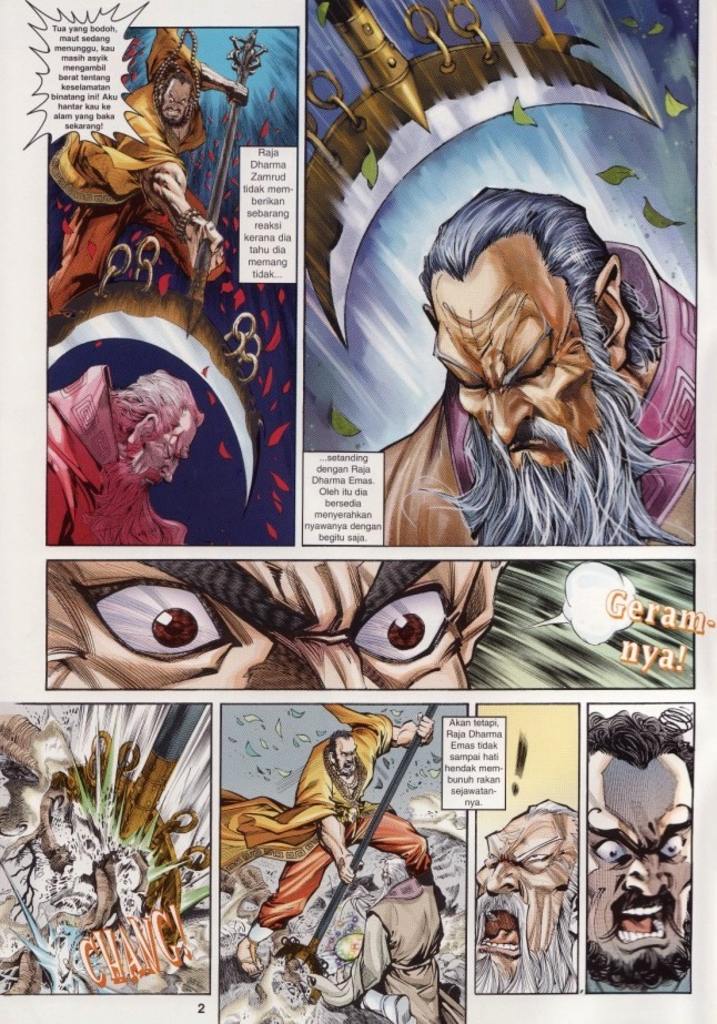 Tua yang bodoh,
maut sedang
menunggu, kau
masih asyik
mengambil
berat tentang
keselamatan
binatang ini! Aku
hantar kau ke
alam yang baka
sekarang!
Raja
Dharma
Zamrud
tidak mem-
berikan
sebarang
reaksi
kerana dia
tahu dia
memang
tidak...
...setanding
dengan Raja
Dharma Emas.
Oleh itu dia
bersedia
menyerahkan
nyawanya dengan
begitu saja.
Geram-
nya!
CHANG!
Akan tetapi,
Raja Dharma
Emas tidak
sampai hati
hendak mem-
bunuh rakan
sejawatan-
nya.
!
2